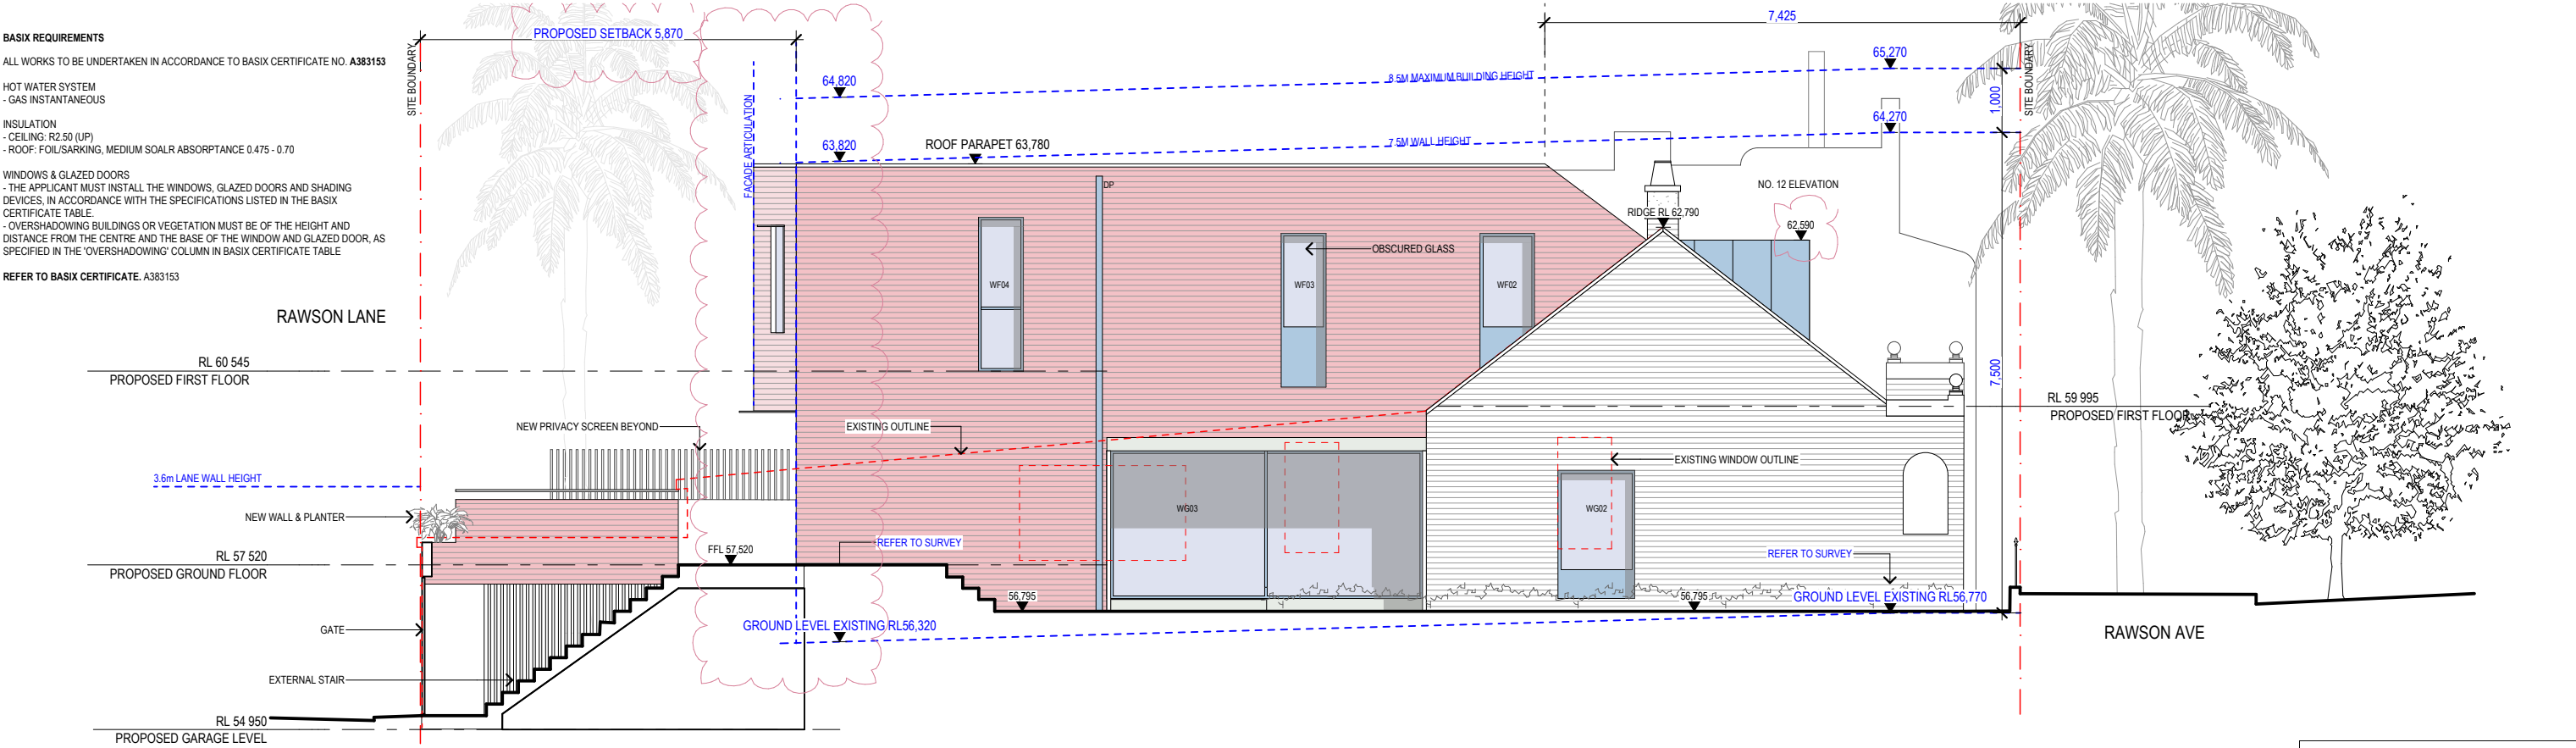 BASIX REQUIREMENTS
ALL WORKS TO BE UNDERTAKEN IN ACCORDANCE TO BASIX CERTIFICATE NO. A383153
HOT WATER SYSTEM
- GAS INSTANTANEOUS
INSULATION
- CEILING: R2.50 (UP)
- ROOF: FOIL/SARKING, MEDIUM SOALR ABSORPTANCE 0.475 - 0.70
WINDOWS & GLAZED DOORS
- THE APPLICANT MUST INSTALL THE WINDOWS, GLAZED DOORS AND SHADING
DEVICES, IN ACCORDANCE WITH THE SPECIFICATIONS LISTED IN THE BASIX
CERTIFICATE TABLE.
- OVERSHADOWING BUILDINGS OR VEGETATION MUST BE OF THE HEIGHT AND
DISTANCE FROM THE CENTRE AND THE BASE OF THE WINDOW AND GLAZED DOOR, AS
SPECIFIED IN THE 'OVERSHADOWING' COLUMN IN BASIX CERTIFICATE TABLE
REFER TO BASIX CERTIFICATE. A383153
RAWSON LANE
RL 60 545
PROPOSED FIRST FLOOR
3.6m LANE WALL HEIGHT
NEW WALL & PLANTER
RL 57 520
PROPOSED GROUND FLOOR
GATE
EXTERNAL STAIR
RL 54 950
PROPOSED GARAGE LEVEL
SITE BOUNDARY
PROPOSED SETBACK 5,870
FACADE ARTICULATION
64,820
63,820
ROOF PARAPET 63,780
DP
8.5M MAXIMUM BUILDING HEIGHT
7.5M WALL HEIGHT
7,425
65,270
64,270
1,000
7,500
SITE BOUNDARY
NO. 12 ELEVATION
RIDGE RL 62,790
62,590
OBSCURED GLASS
WF04
WF03
WF02
NEW PRIVACY SCREEN BEYOND
EXISTING OUTLINE
EXISTING WINDOW OUTLINE
WG03
WG02
FFL 57,520
REFER TO SURVEY
56,795
GROUND LEVEL EXISTING RL56,320
REFER TO SURVEY
56,795
GROUND LEVEL EXISTING RL56,770
RL 59 995
PROPOSED FIRST FLOOR
RAWSON AVE